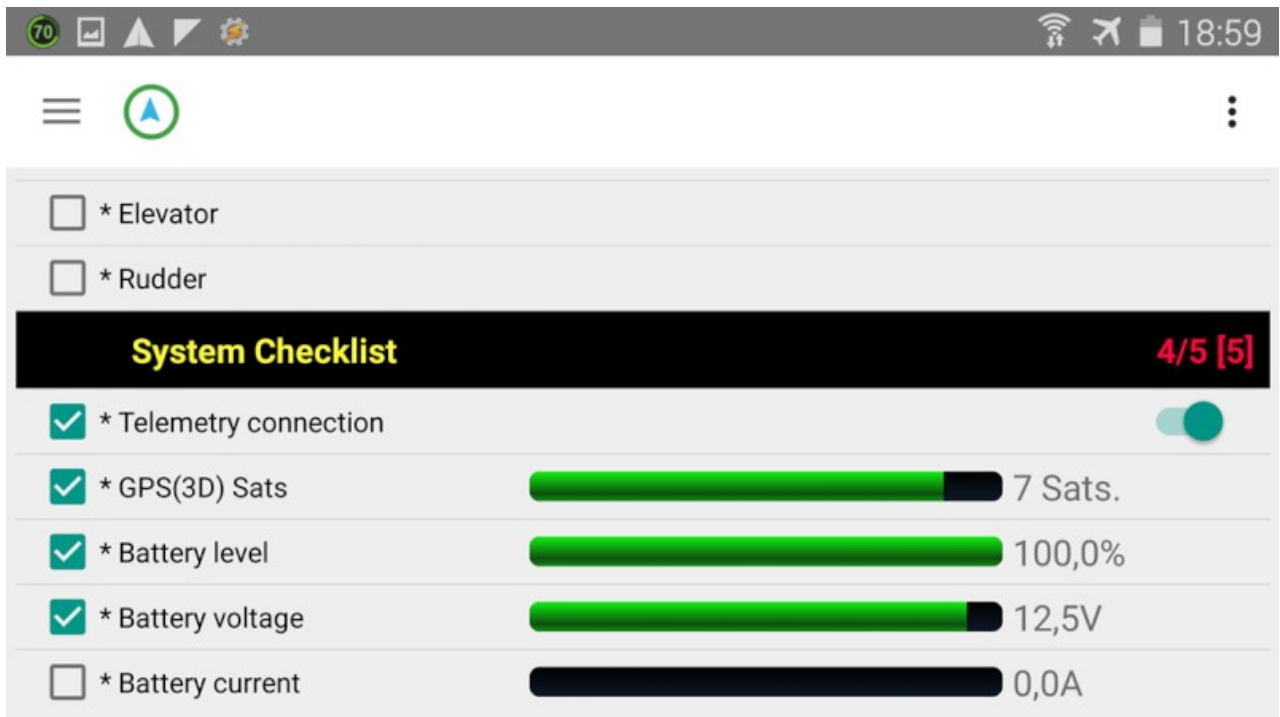 70 18:59
* Elevator
* Rudder
System Checklist 4/5 [5]
* Telemetry connection
* GPS(3D) Sats 7 Sats.
* Battery level 100,0%
* Battery voltage 12,5V
* Battery current 0,0A